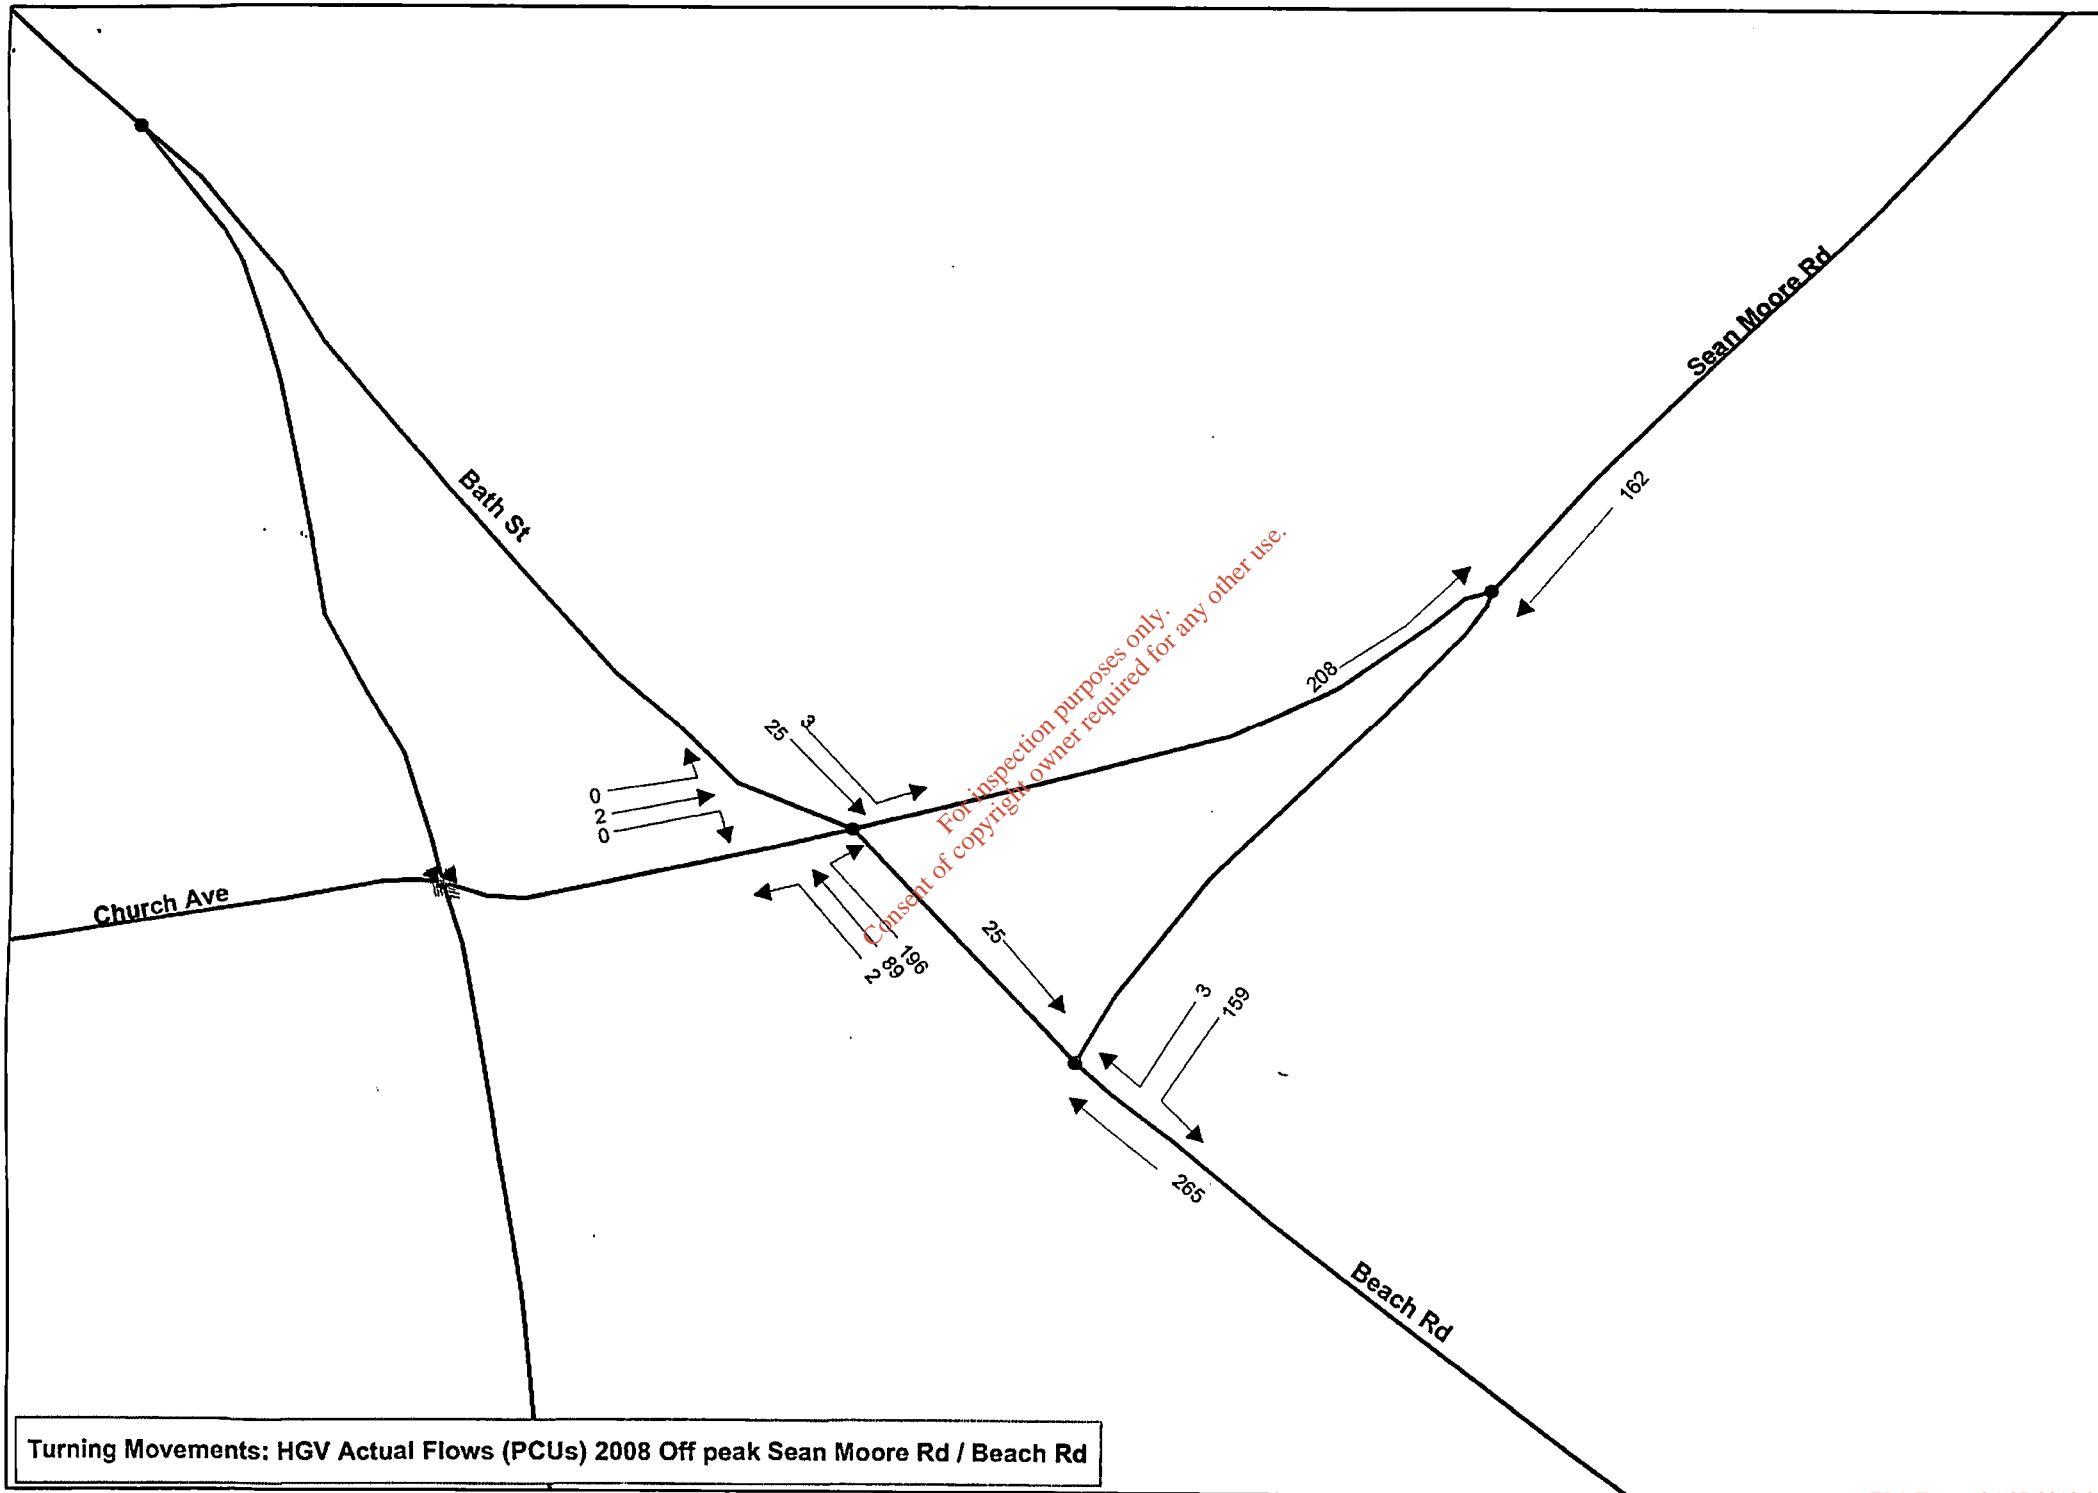 Sean Moore Rd
162
Bath St
208
3
25
0
2
0
Church Ave
196
89
2
25
3
159
265
Beach Rd
For inspection purposes only.
Consent of copyright owner required for any other use.
Turning Movements: HGV Actual Flows (PCUs) 2008 Off peak Sean Moore Rd / Beach Rd